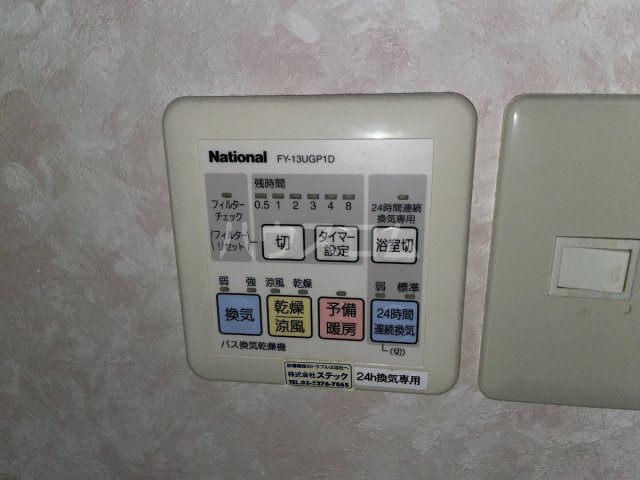 National FY-13UGP1D
残時間
0.5 1 2 3 4 8
フィルター
チェック
24時間連続
換気専用
(フィルター
リセット)
切
タイマー
設定
浴室切
弱 強 涼風 乾燥 弱 標準
換気
乾燥
涼風
予備
暖房
24時間
連続換気
(切)
バス換気乾燥機
株式会社 ステック
24h換気専用